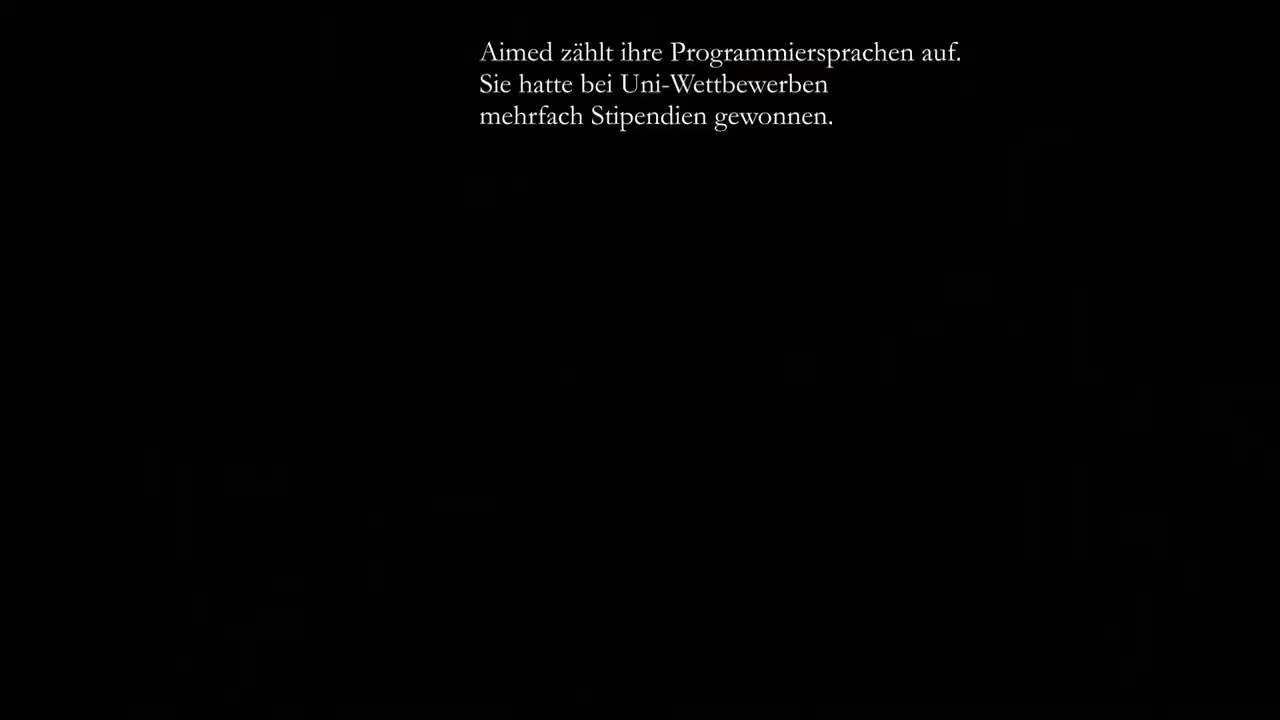 Aimed zählt ihre Programmiersprachen auf.
Sie hatte bei Uni-Wettbewerben
mehrfach Stipendien gewonnen.